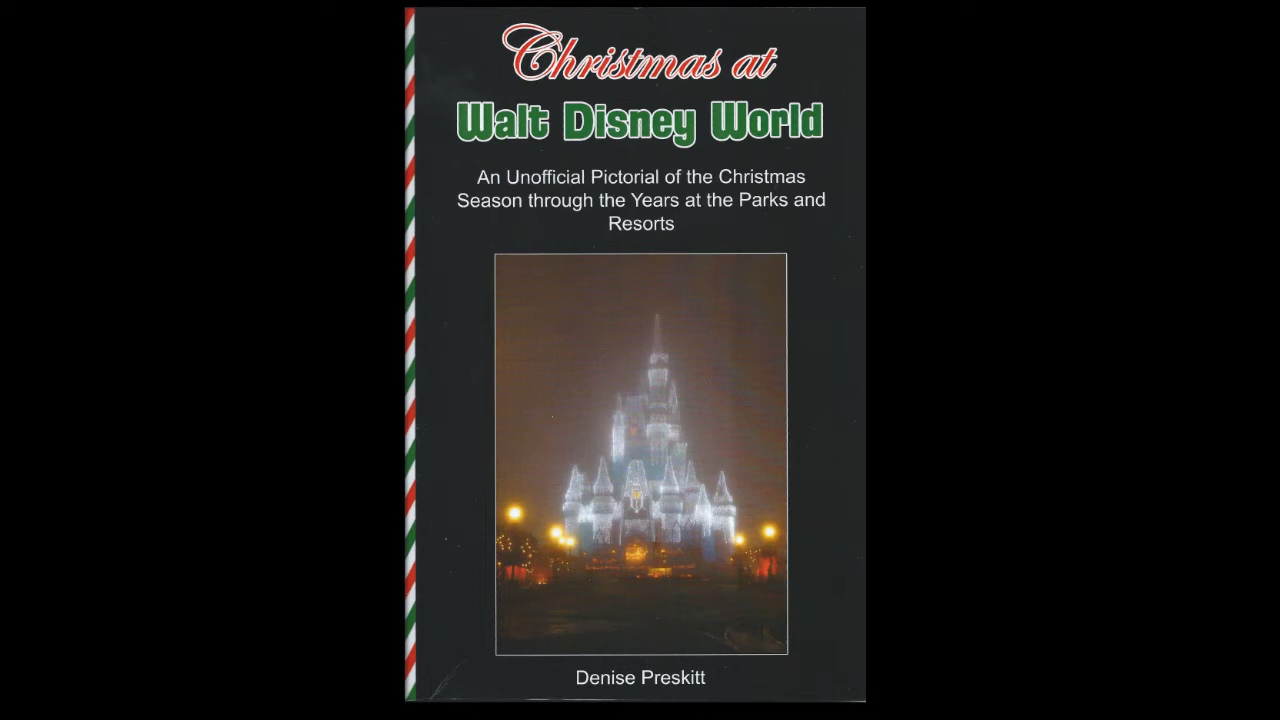 Christmas at
Walt Disney World
An Unofficial Pictorial of the Christmas
Season through the Years at the Parks and
Resorts
Denise Preskitt